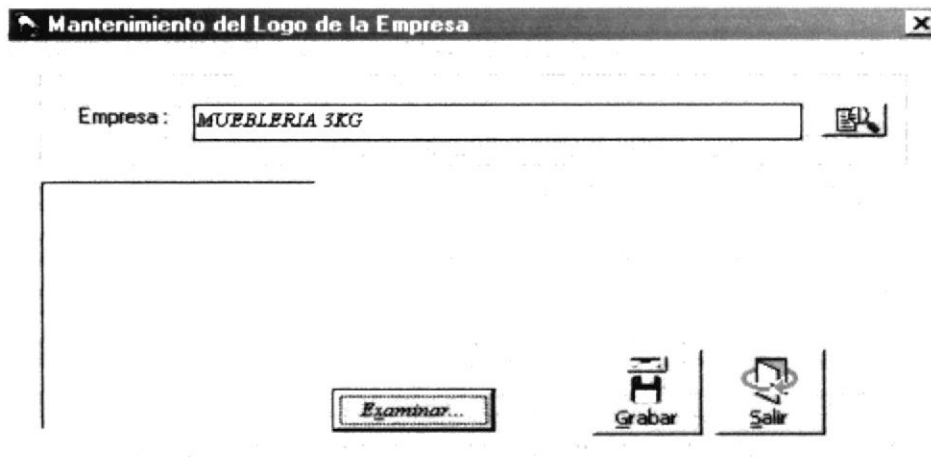 Mantenimiento del Logo de la Empresa
Empresa :
MUEBLERIA 3KG
Examinar...
Grabar
Salir